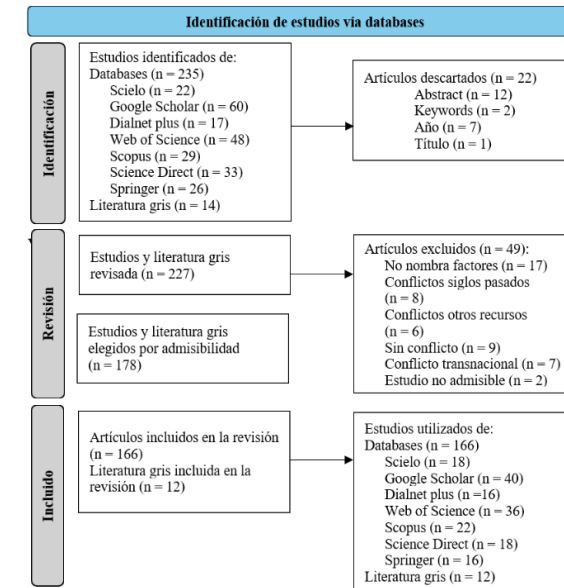 Identificación de estudios vía databases
Identificación
Estudios identificados de:
Databases (n = 235)
Scielo (n = 22)
Google Scholar (n = 60)
Dialnet plus (n = 17)
Web of Science (n = 48)
Scopus (n = 29)
Science Direct (n = 33)
Springer (n = 26)
Literatura gris (n = 14)
Artículos descartados (n = 22)
Abstract (n = 12)
Keywords (n = 2)
Año (n = 7)
Título (n = 1)
Revisión
Estudios y literatura gris
revisada (n = 227)
Artículos excluidos (n = 49):
No nombra factores (n = 17)
Conflictos siglos pasados
(n = 8)
Conflictos otros recursos
(n = 6)
Sin conflicto (n = 9)
Conflicto transnacional (n = 7)
Estudio no admisible (n = 2)
Estudios y literatura gris
elegidos por admisibilidad
(n = 178)
Incluido
Artículos incluidos en la revisión
(n = 166)
Literatura gris incluida en la
revisión (n = 12)
Estudios utilizados de:
Databases (n = 166)
Scielo (n = 18)
Google Scholar (n = 40)
Dialnet plus (n =16)
Web of Science (n = 36)
Scopus (n = 22)
Science Direct (n = 18)
Springer (n = 16)
Literatura gris (n = 12)